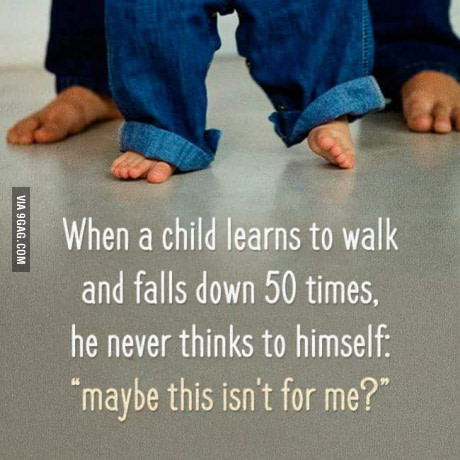 When a child learns to walk
and falls down 50 times,
he never thinks to himself:
“maybe this isn't for me?”
VIA 9GAG.COM